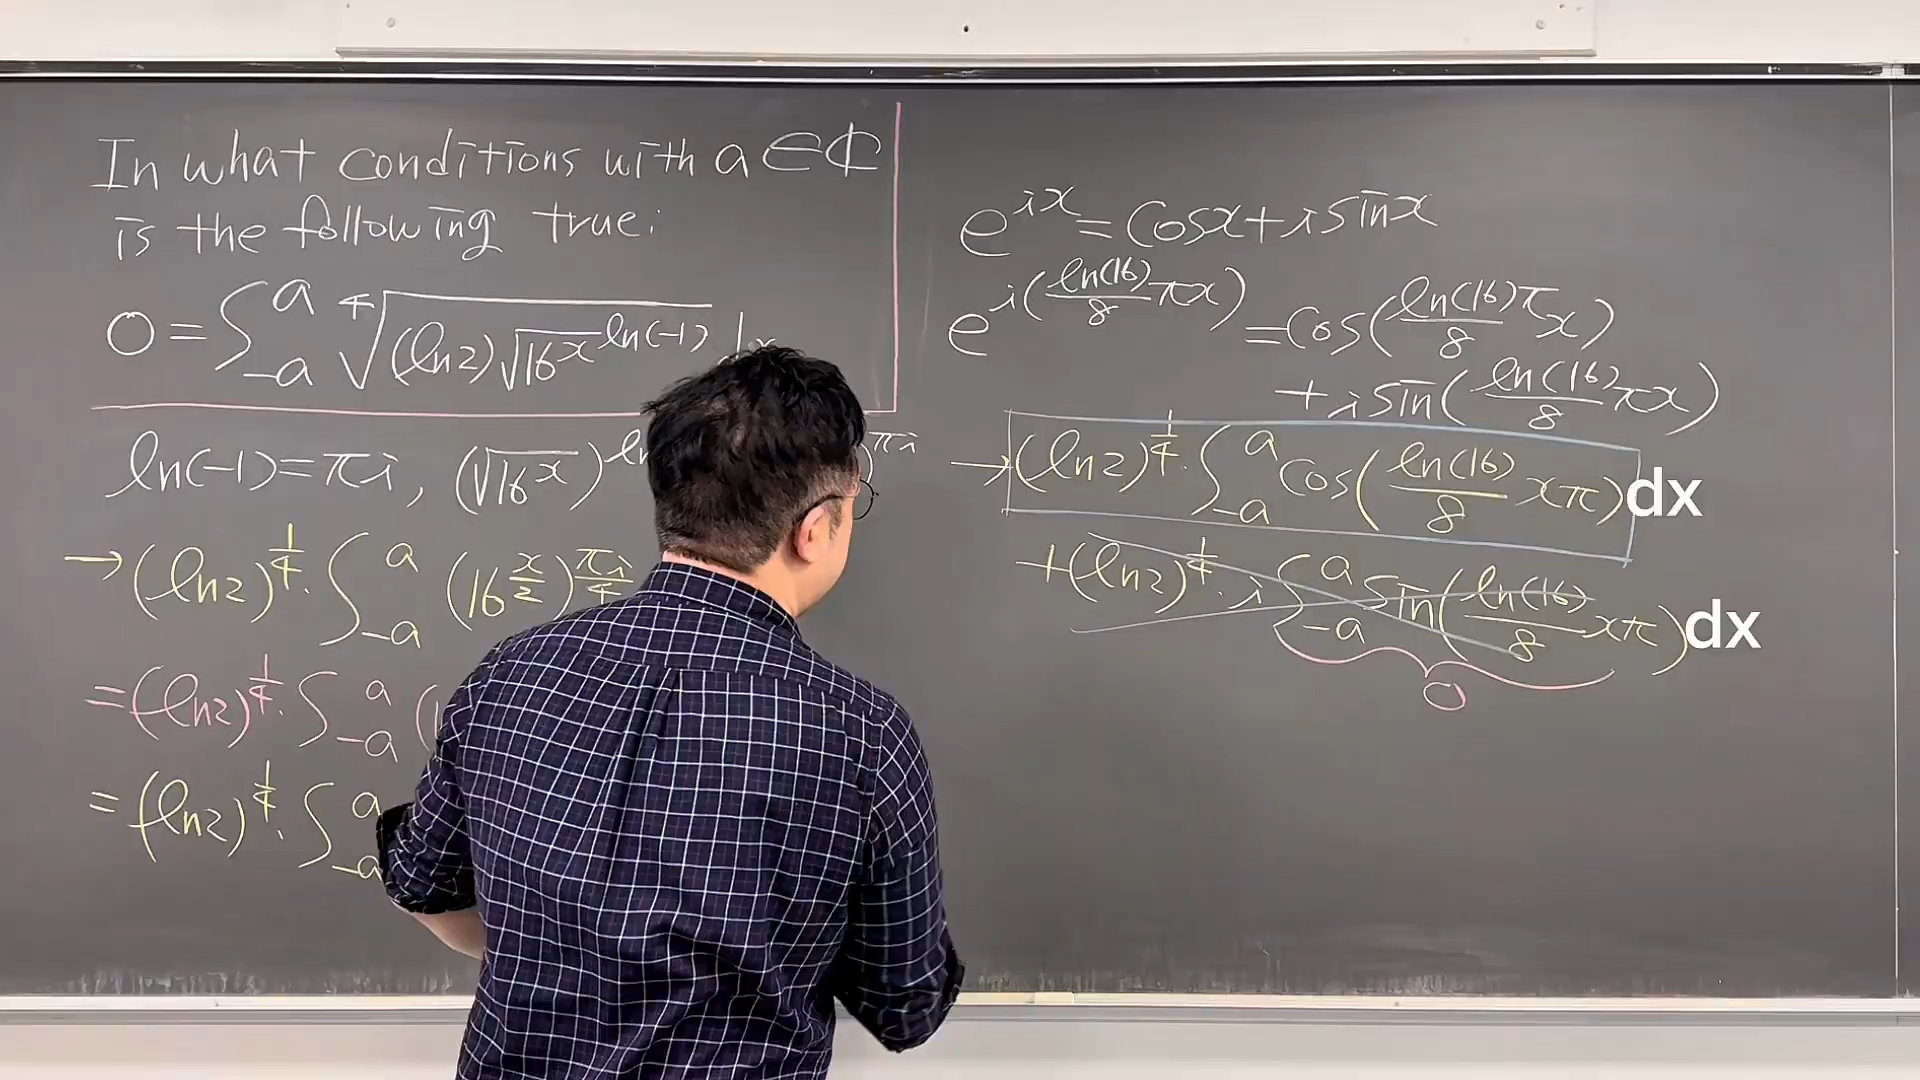 In what conditions with a ∈ ℂ
is the following true:
0 = ∫_{-a}^{a} ∜((ln2)√(16^x)^{ln(-1)}) dx
ln(-1) = πi, (√(16^x))^{ln
)^{πi}
→ (ln2)^{1/4} · ∫_{-a}^{a} (16^{x/2})^{πi/4}
= (ln2)^{1/4} · ∫_{-a}^{a} (
= (ln2)^{1/4} · ∫_{-a}^{a}
e^{ix} = cosx + i sinx
e^{i(ln(16)/8 πx)} = cos(ln(16)/8 πx)
+ i sin(ln(16)/8 πx)
→ (ln2)^{1/4} · ∫_{-a}^{a} cos(ln(16)/8 xπ) dx
+ (ln2)^{1/4} · i ∫_{-a}^{a} sin(ln(16)/8 xπ) dx
0